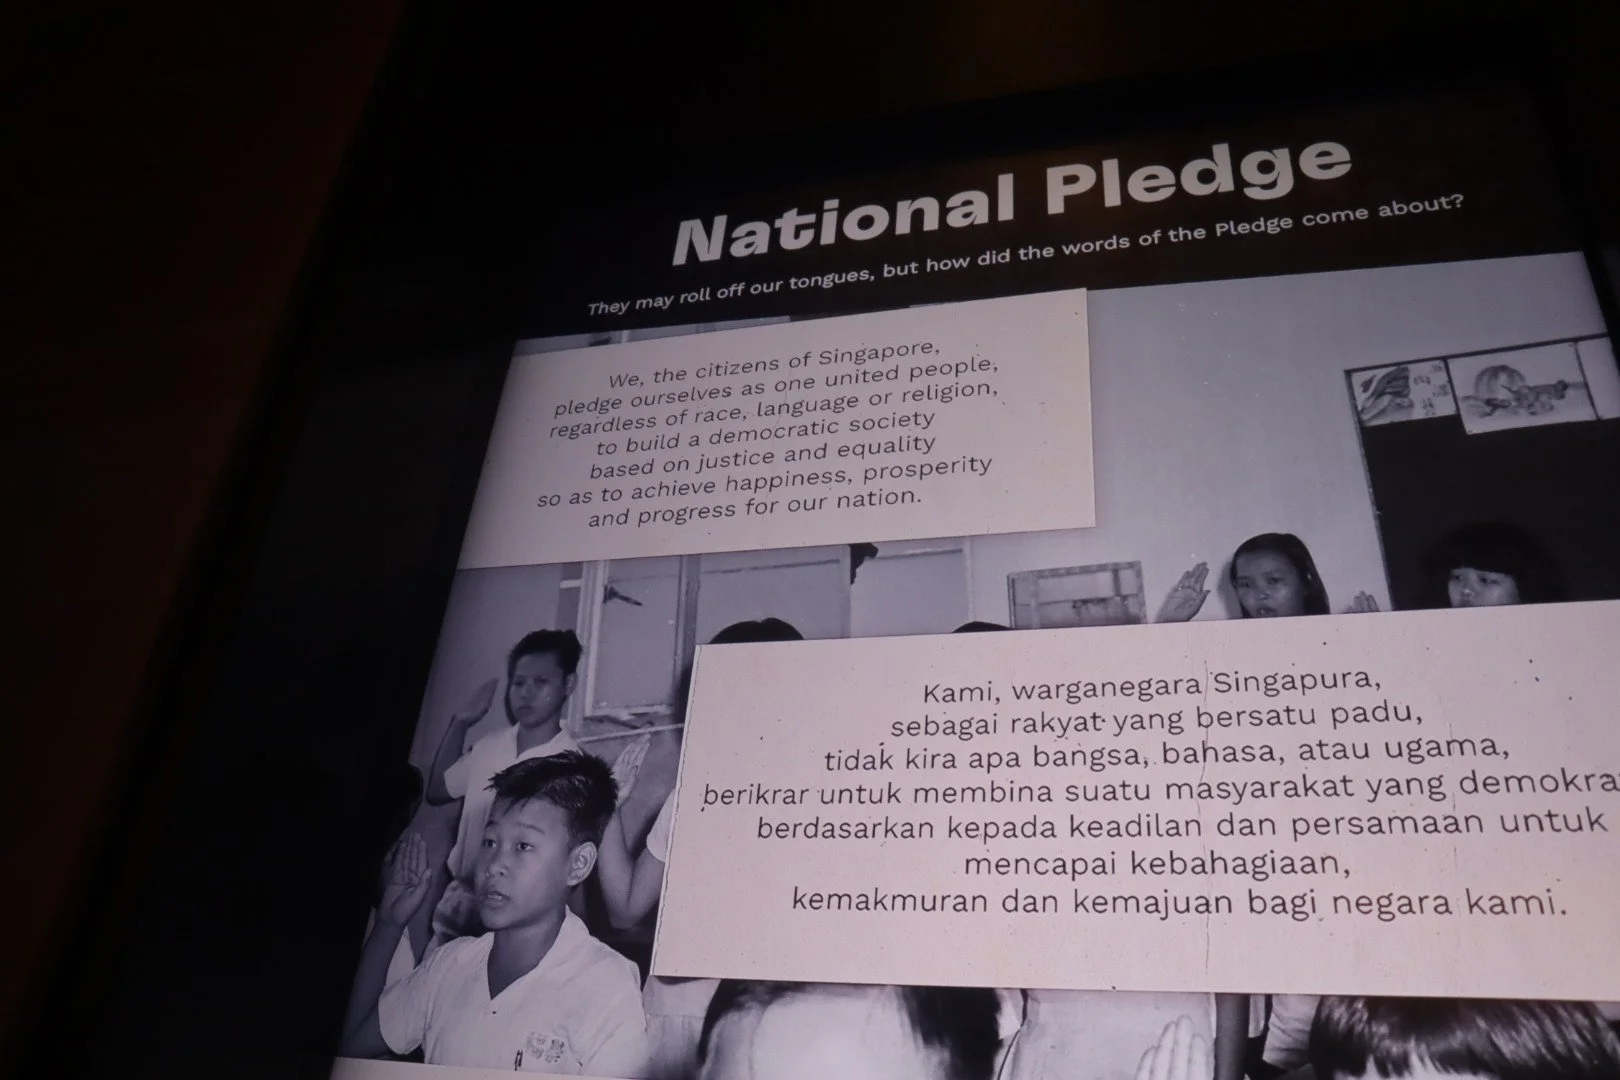 National Pledge
They may roll off our tongues, but how did the words of the Pledge come about?
We, the citizens of Singapore,
pledge ourselves as one united people,
regardless of race, language or religion,
to build a democratic society
based on justice and equality
so as to achieve happiness, prosperity
and progress for our nation.
Kami, warganegara Singapura,
sebagai rakyat yang bersatu padu,
tidak kira apa bangsa, bahasa, atau ugama,
berikrar untuk membina suatu masyarakat yang demokra
berdasarkan kepada keadilan dan persamaan untuk
mencapai kebahagiaan,
kemakmuran dan kemajuan bagi negara kami.